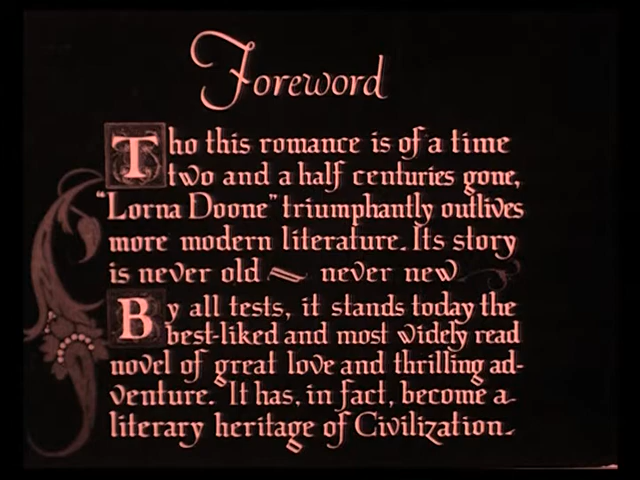 Foreword
Tho this romance is of a time
two and a half centuries gone,
"Lorna Doone" triumphantly outlives
more modern literature. Its story
is never old — never new
By all tests, it stands today the
best-liked and most widely read
novel of great love and thrilling ad-
venture. It has, in fact, become a
literary heritage of Civilization.